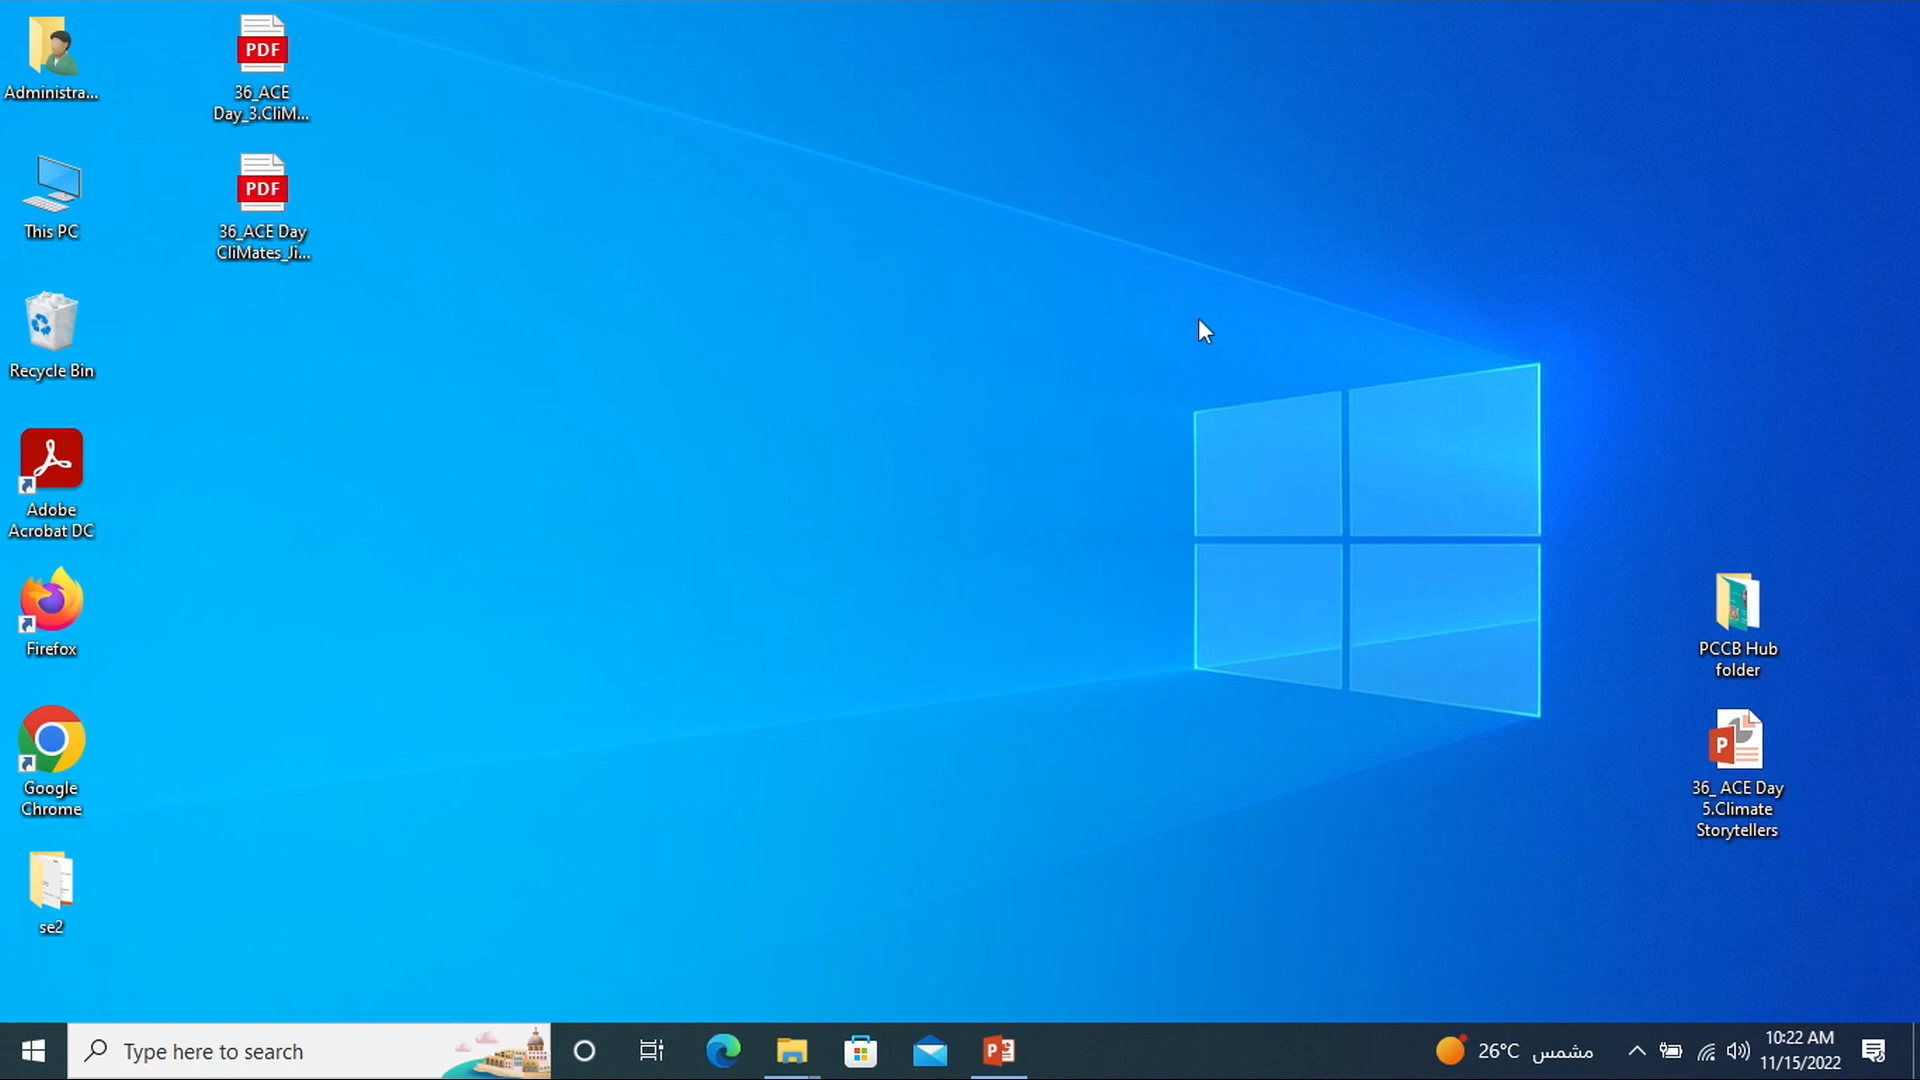 Administra...
PDF
36_ACE
Day_3.CliM...
This PC
PDF
36_ACE Day
CliMates_Ji...
Recycle Bin
Adobe
Acrobat DC
Firefox
Google
Chrome
se2
PCCB Hub
folder
P
36_ ACE Day
5.Climate
Storytellers
Type here to search
26°C مشمس
10:22 AM
11/15/2022